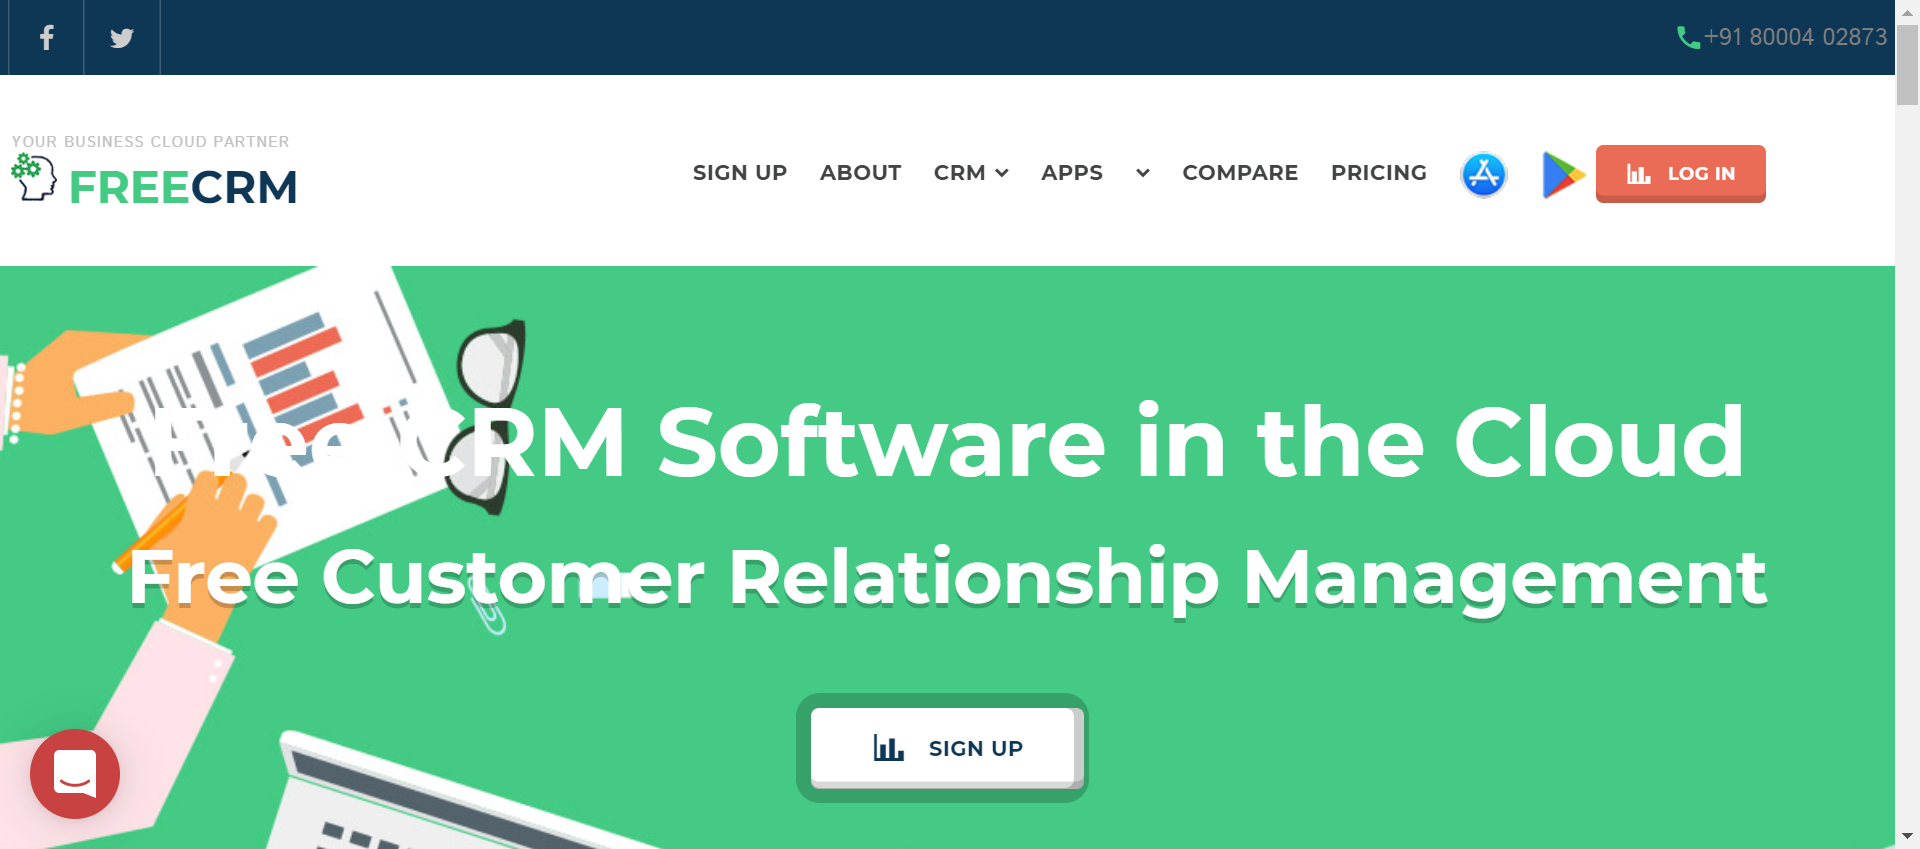 +91 80004 02873
YOUR BUSINESS CLOUD PARTNER
FREECRM
SIGN UP ABOUT CRM APPS COMPARE PRICING LOG IN
Free CRM Software in the Cloud
Free Customer Relationship Management
SIGN UP